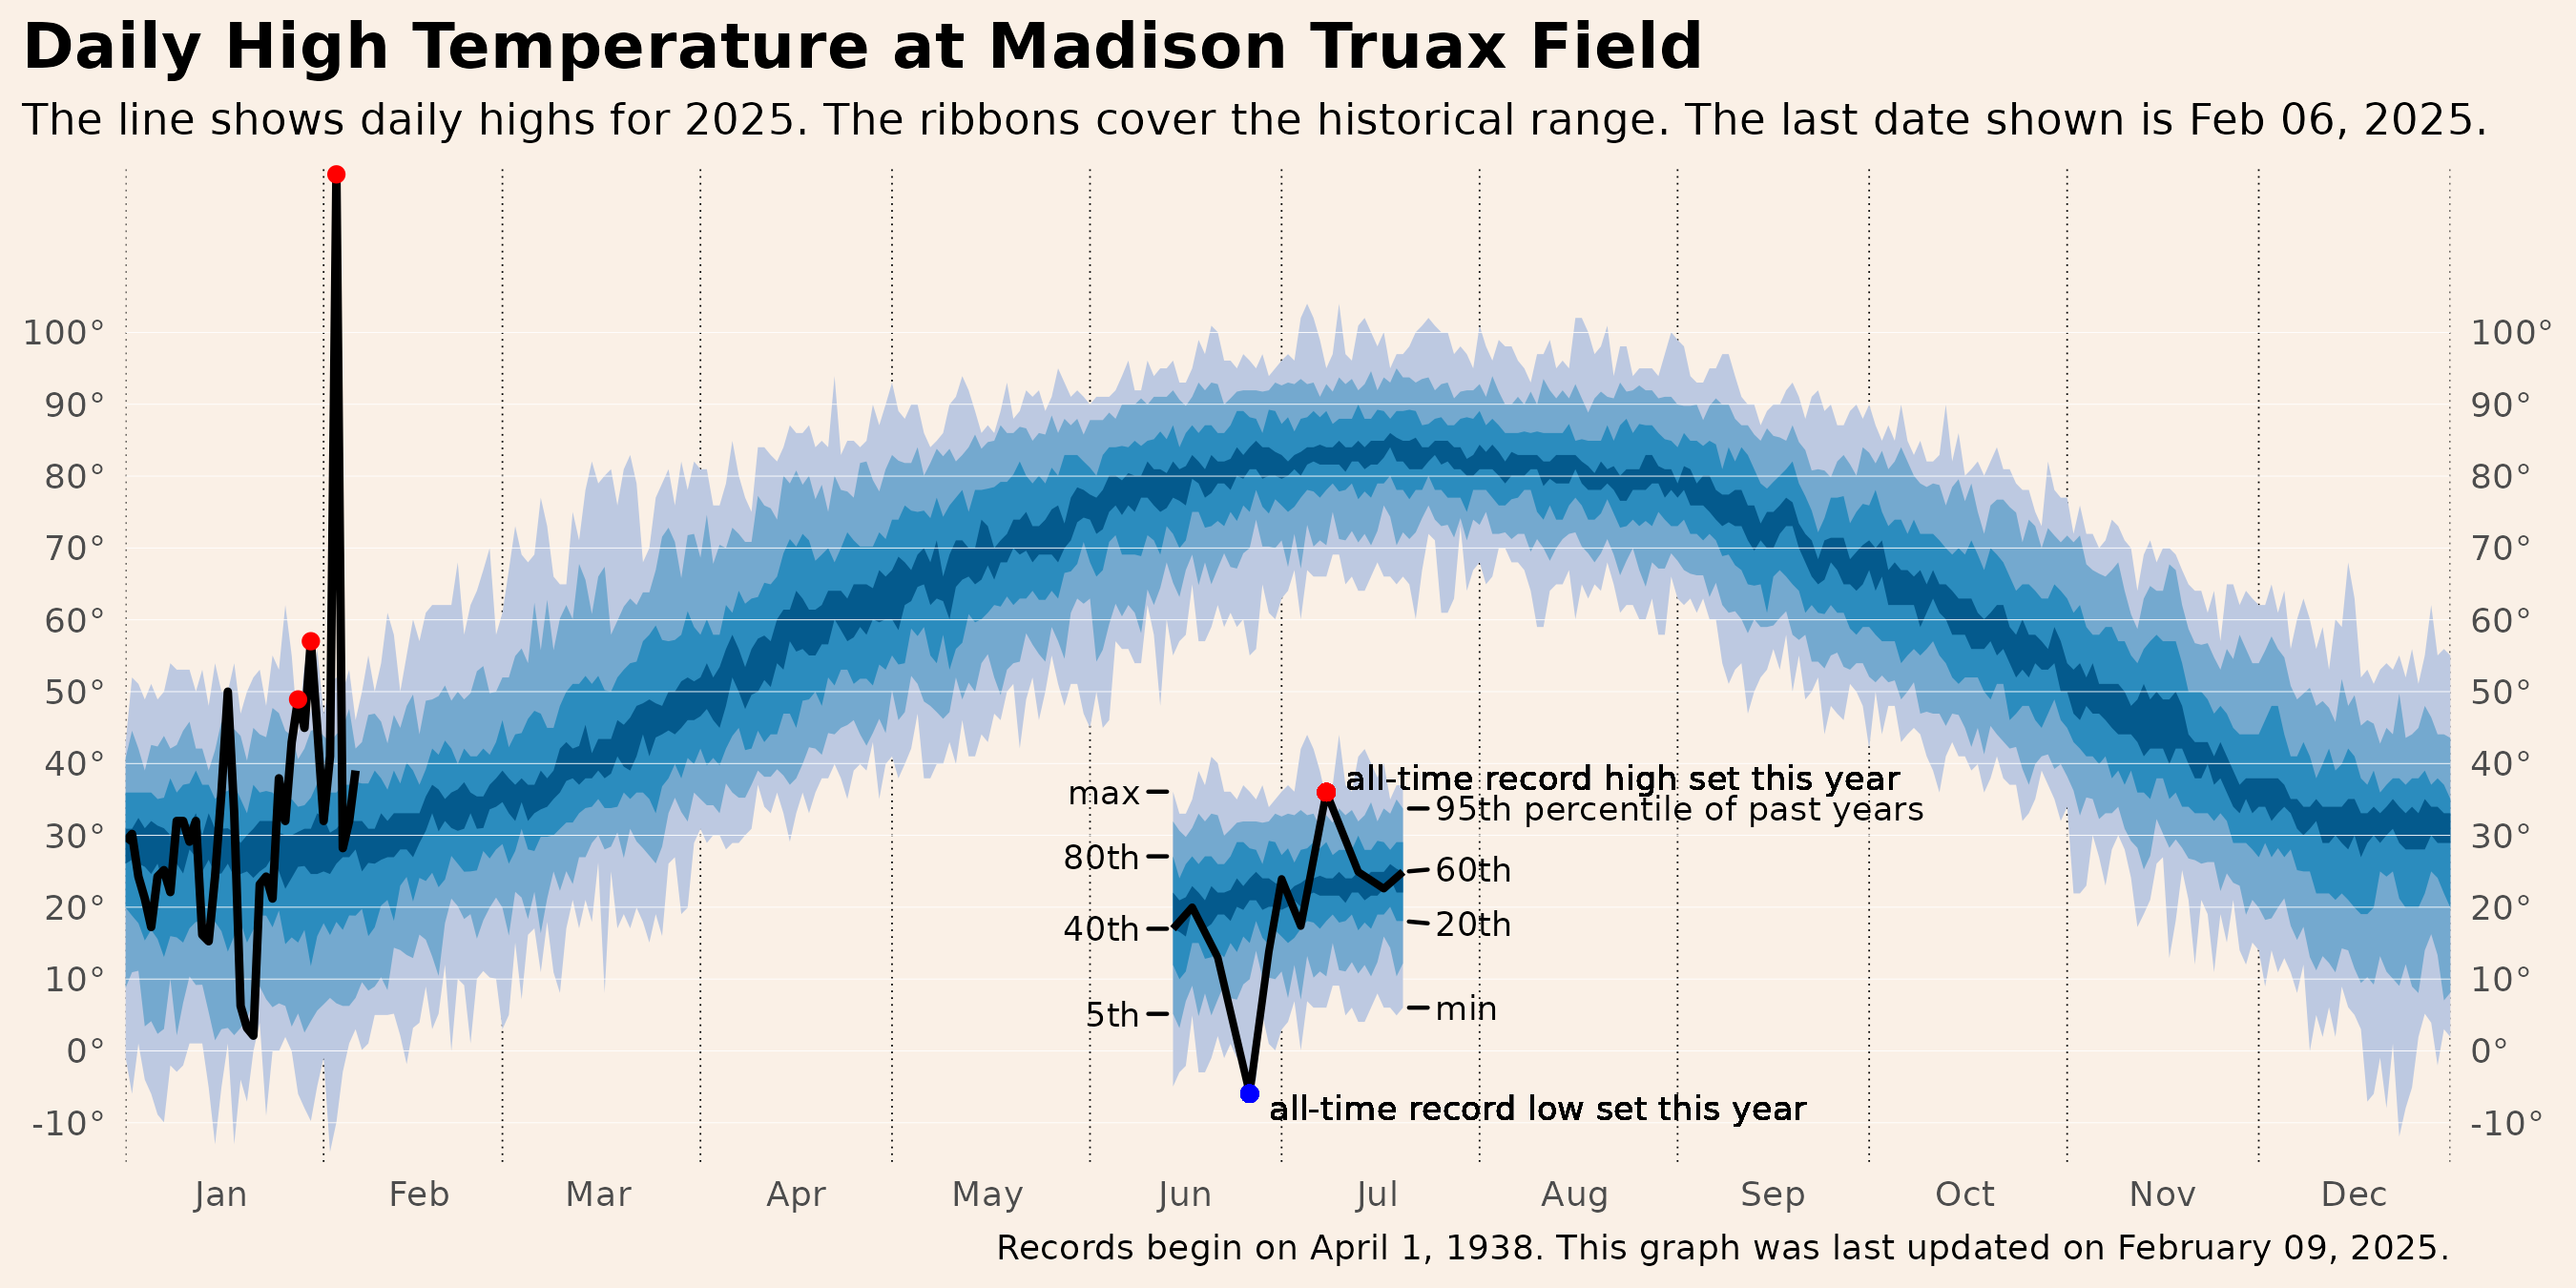 Daily High Temperature at Madison Truax Field
The line shows daily highs for 2025. The ribbons cover the historical range. The last date shown is Feb 06, 2025.
100° 100°
90° 90°
80° 80°
70° 70°
60° 60°
50° 50°
40° 40°
30° 30°
20° 20°
10° 10°
0° 0°
-10° -10°
all-time record high set this year
max
95th percentile of past years
80th
60th
40th
20th
5th
min
all-time record low set this year
Jan Feb Mar Apr May Jun Jul Aug Sep Oct Nov Dec
Records begin on April 1, 1938. This graph was last updated on February 09, 2025.